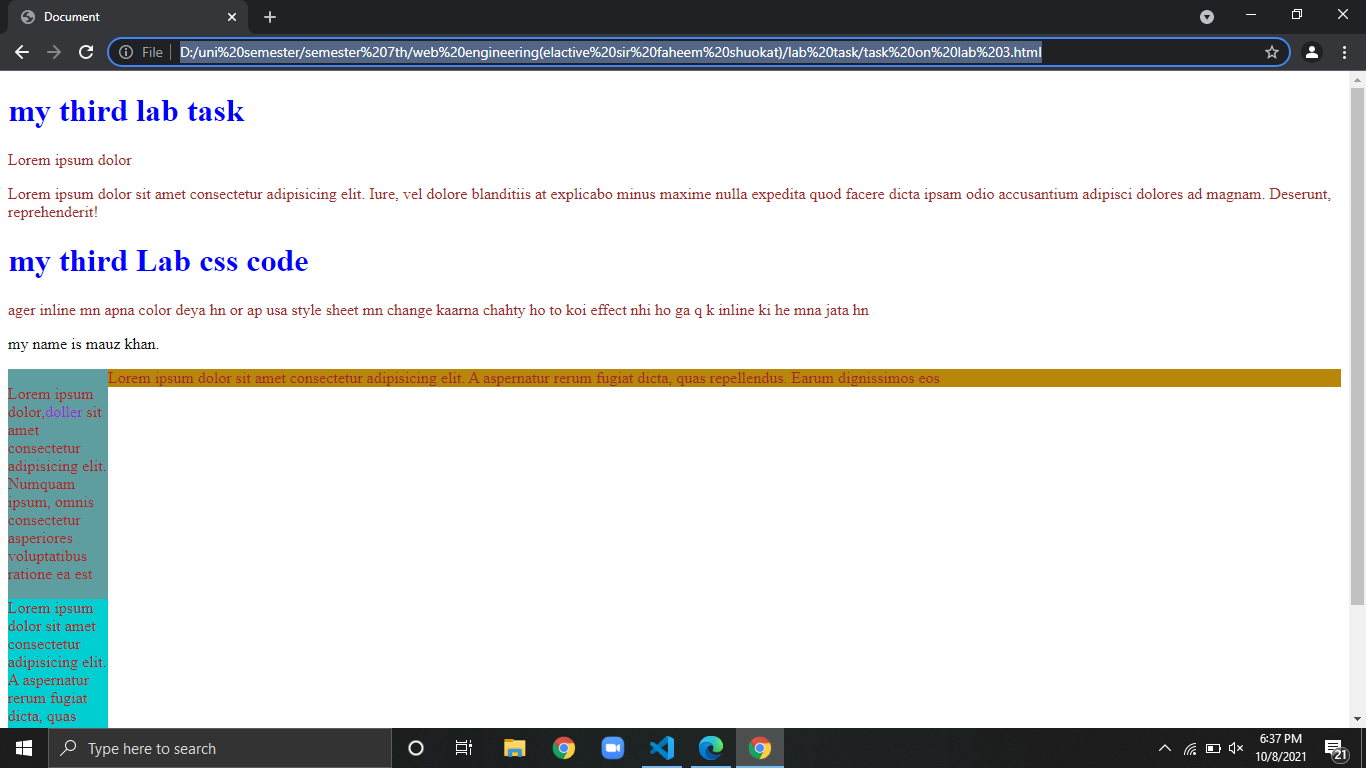 Document
File
D:/uni%20semester/semester%207th/web%20engineering(elactive%20sir%20faheem%20shuokat)/lab%20task/task%20on%20lab%203.html
my third lab task
Lorem ipsum dolor
Lorem ipsum dolor sit amet consectetur adipisicing elit. Iure, vel dolore blanditiis at explicabo minus maxime nulla expedita quod facere dicta ipsam odio accusantium adipisci dolores ad magnam. Deserunt,
reprehenderit!
my third Lab css code
ager inline mn apna color deya hn or ap usa style sheet mn change kaarna chahty ho to koi effect nhi ho ga q k inline ki he mna jata hn
my name is mauz khan.
Lorem ipsum dolor sit amet consectetur adipisicing elit. A aspernatur rerum fugiat dicta, quas repellendus. Earum dignissimos eos
Lorem ipsum
dolor,doller sit
amet
consectetur
adipisicing elit.
Numquam
ipsum, omnis
consectetur
asperiores
voluptatibus
ratione ea est
Lorem ipsum
dolor sit amet
consectetur
adipisicing elit.
A aspernatur
rerum fugiat
dicta, quas
Type here to search
6:37 PM
10/8/2021
21